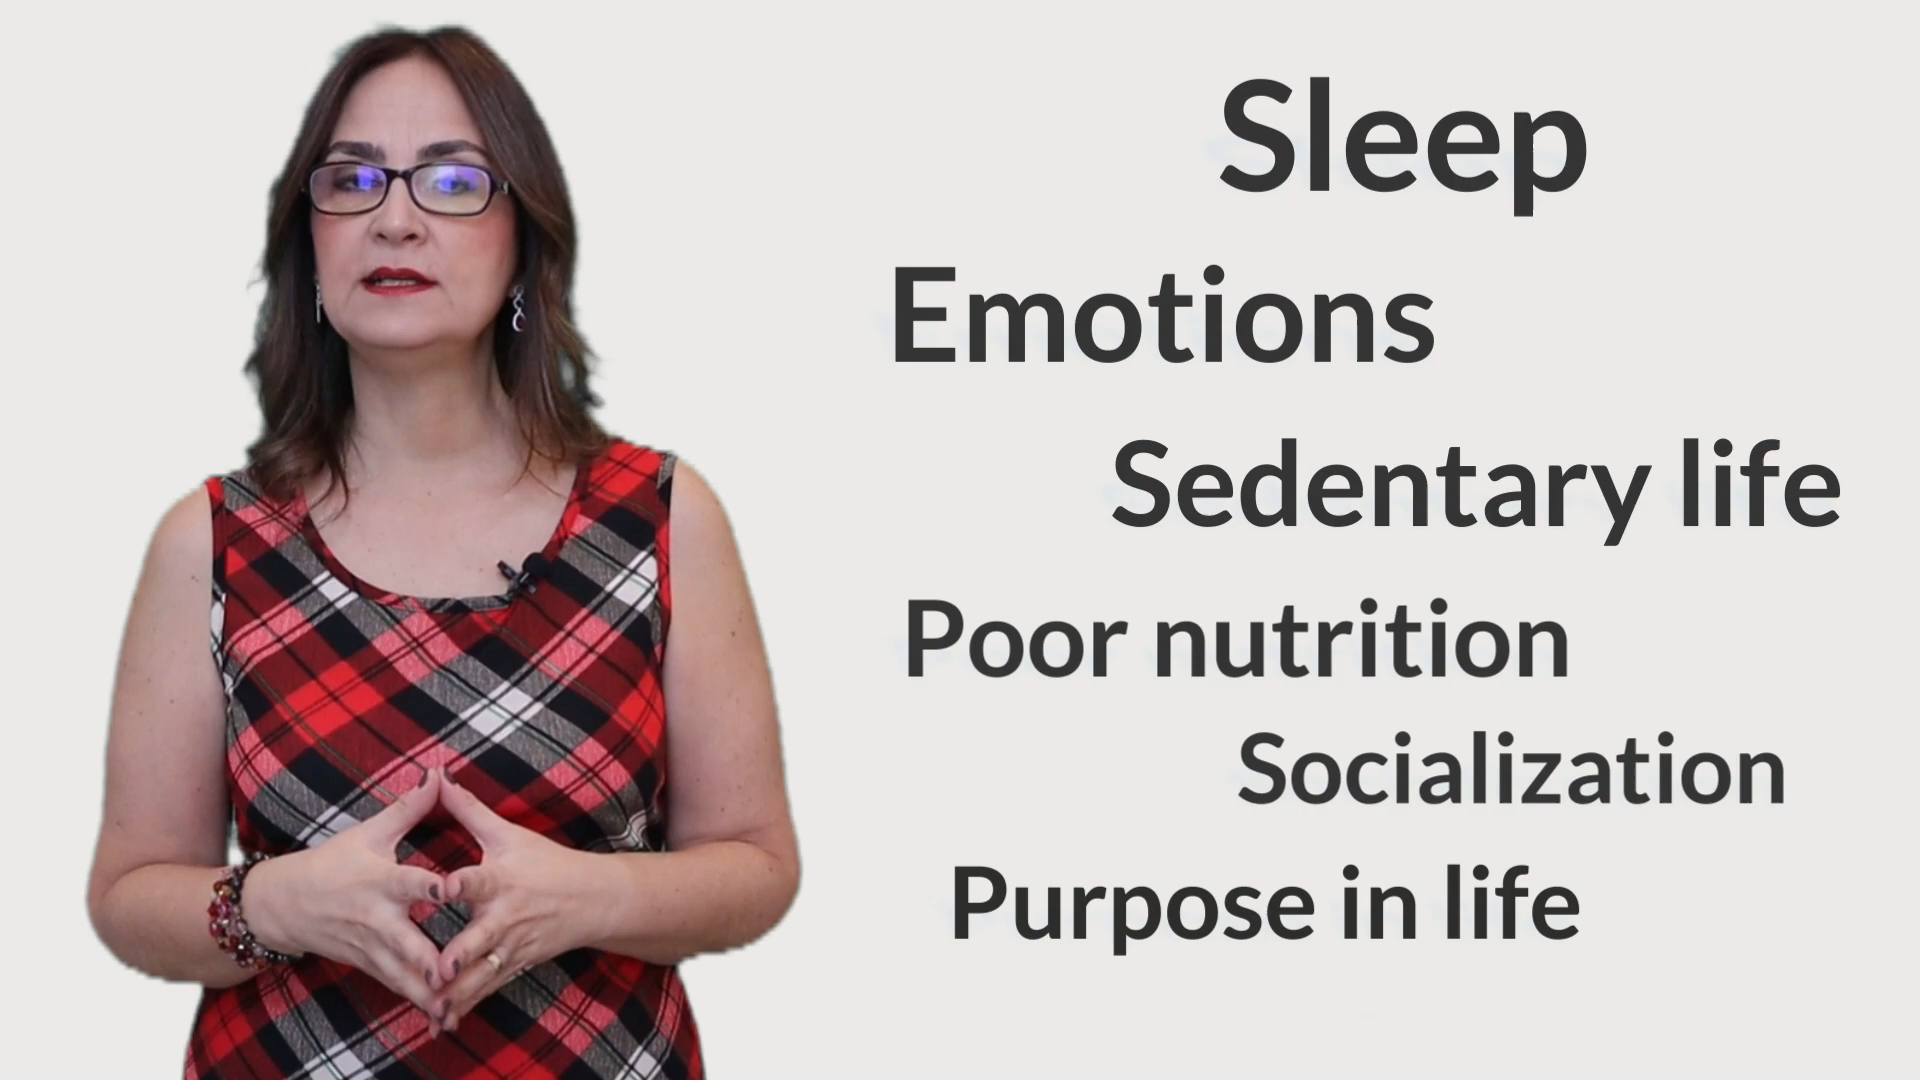 Sleep
Emotions
Sedentary life
Poor nutrition
Socialization
Purpose in life